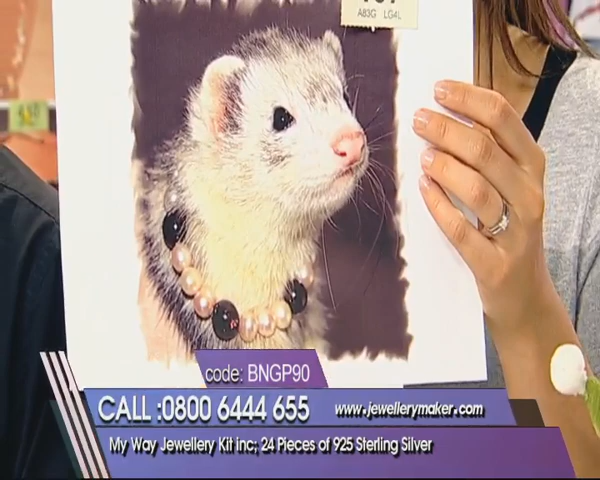 A83G LG4L
code: BNGP90
CALL :0800 6444 655 www.jewellerymaker.com
My Way Jewellery Kit inc; 24 Pieces of 925 Sterling Silver